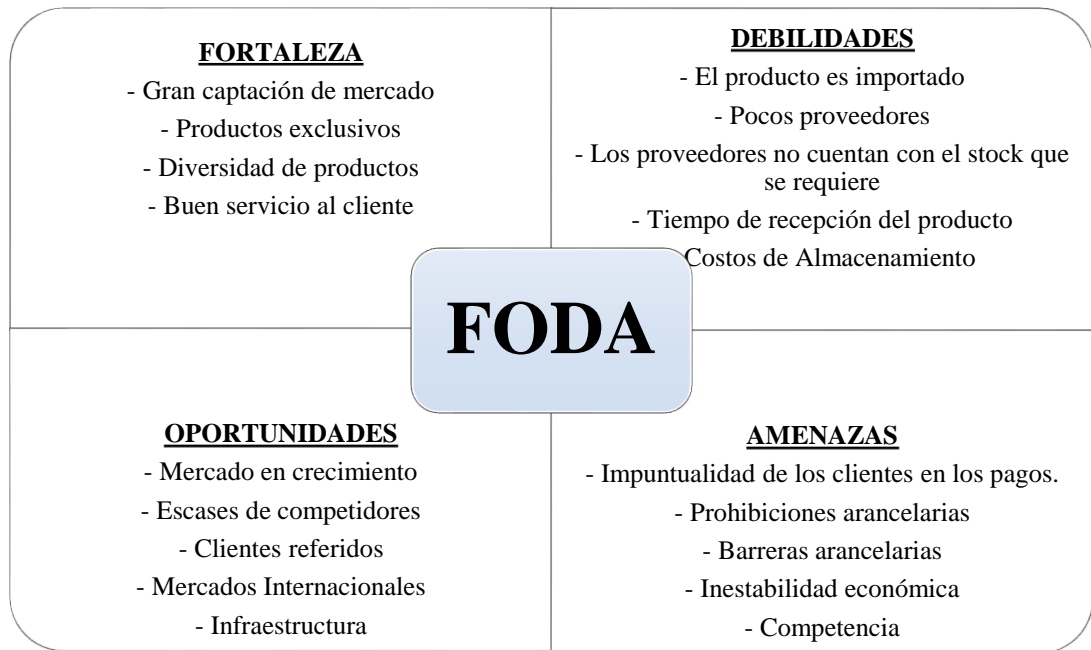 FORTALEZA
- Gran captación de mercado
- Productos exclusivos
- Diversidad de productos
- Buen servicio al cliente
DEBILIDADES
- El producto es importado
- Pocos proveedores
- Los proveedores no cuentan con el stock que
se requiere
- Tiempo de recepción del producto
Costos de Almacenamiento
FODA
OPORTUNIDADES
- Mercado en crecimiento
- Escases de competidores
- Clientes referidos
- Mercados Internacionales
- Infraestructura
AMENAZAS
- Impuntualidad de los clientes en los pagos.
- Prohibiciones arancelarias
- Barreras arancelarias
- Inestabilidad económica
- Competencia